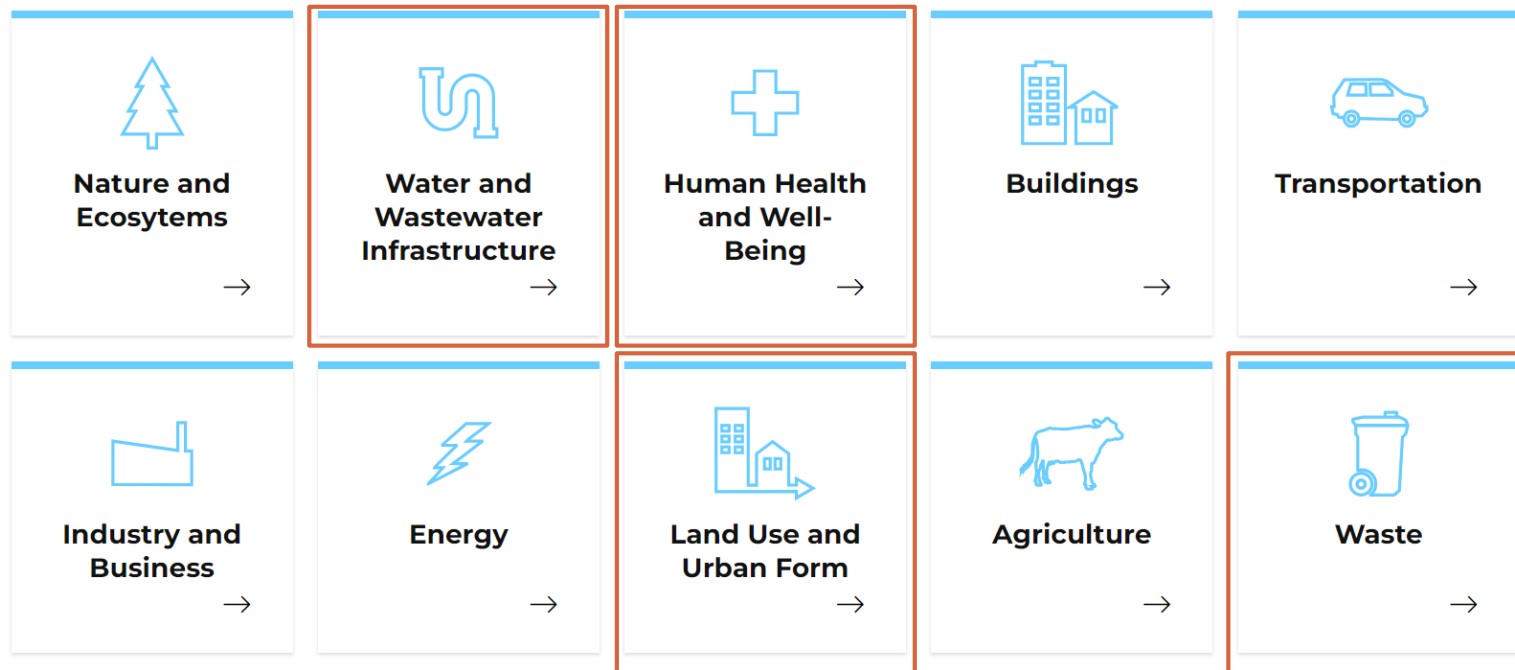 Nature and
Ecosytems
Water and
Wastewater
Infrastructure
Human Health
and Well-
Being
Buildings
Transportation
Industry and
Business
Energy
Land Use and
Urban Form
Agriculture
Waste